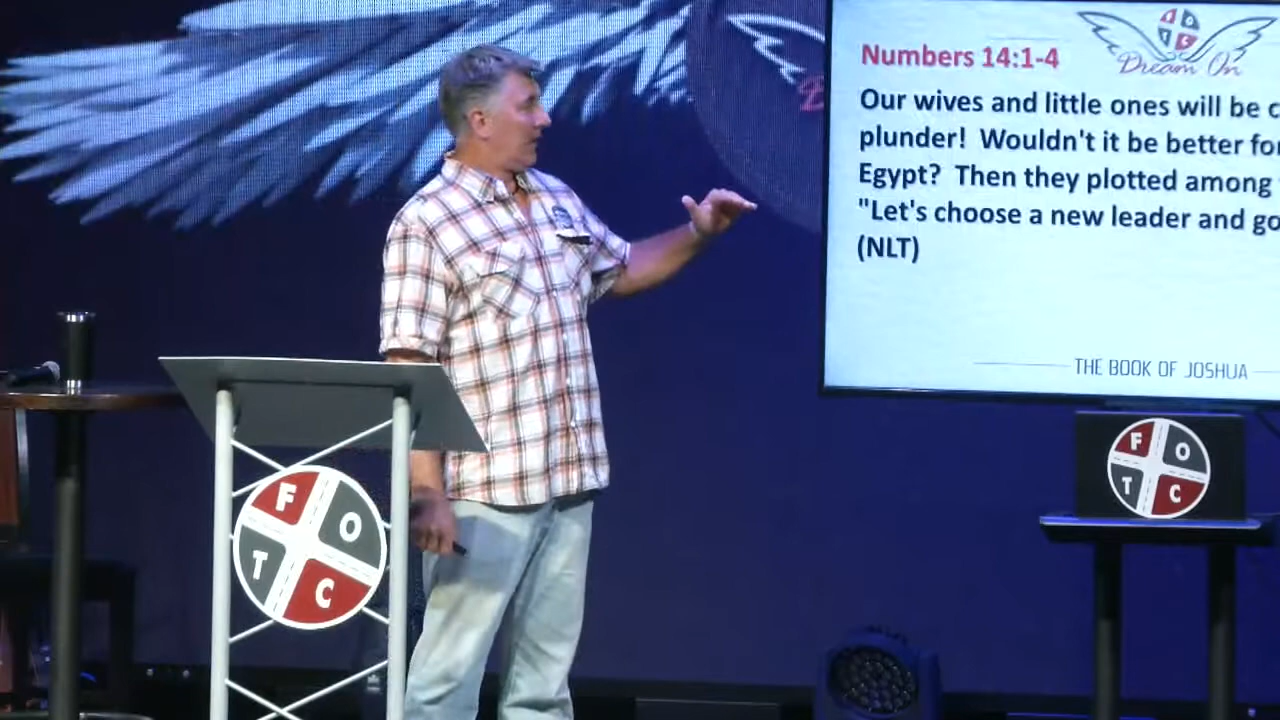 Numbers 14:1-4
Dream On
Our wives and little ones will be
plunder! Wouldn't it be better for
Egypt? Then they plotted among
"Let's choose a new leader and go
(NLT)
THE BOOK OF JOSHUA
F O
T C
F O
T C